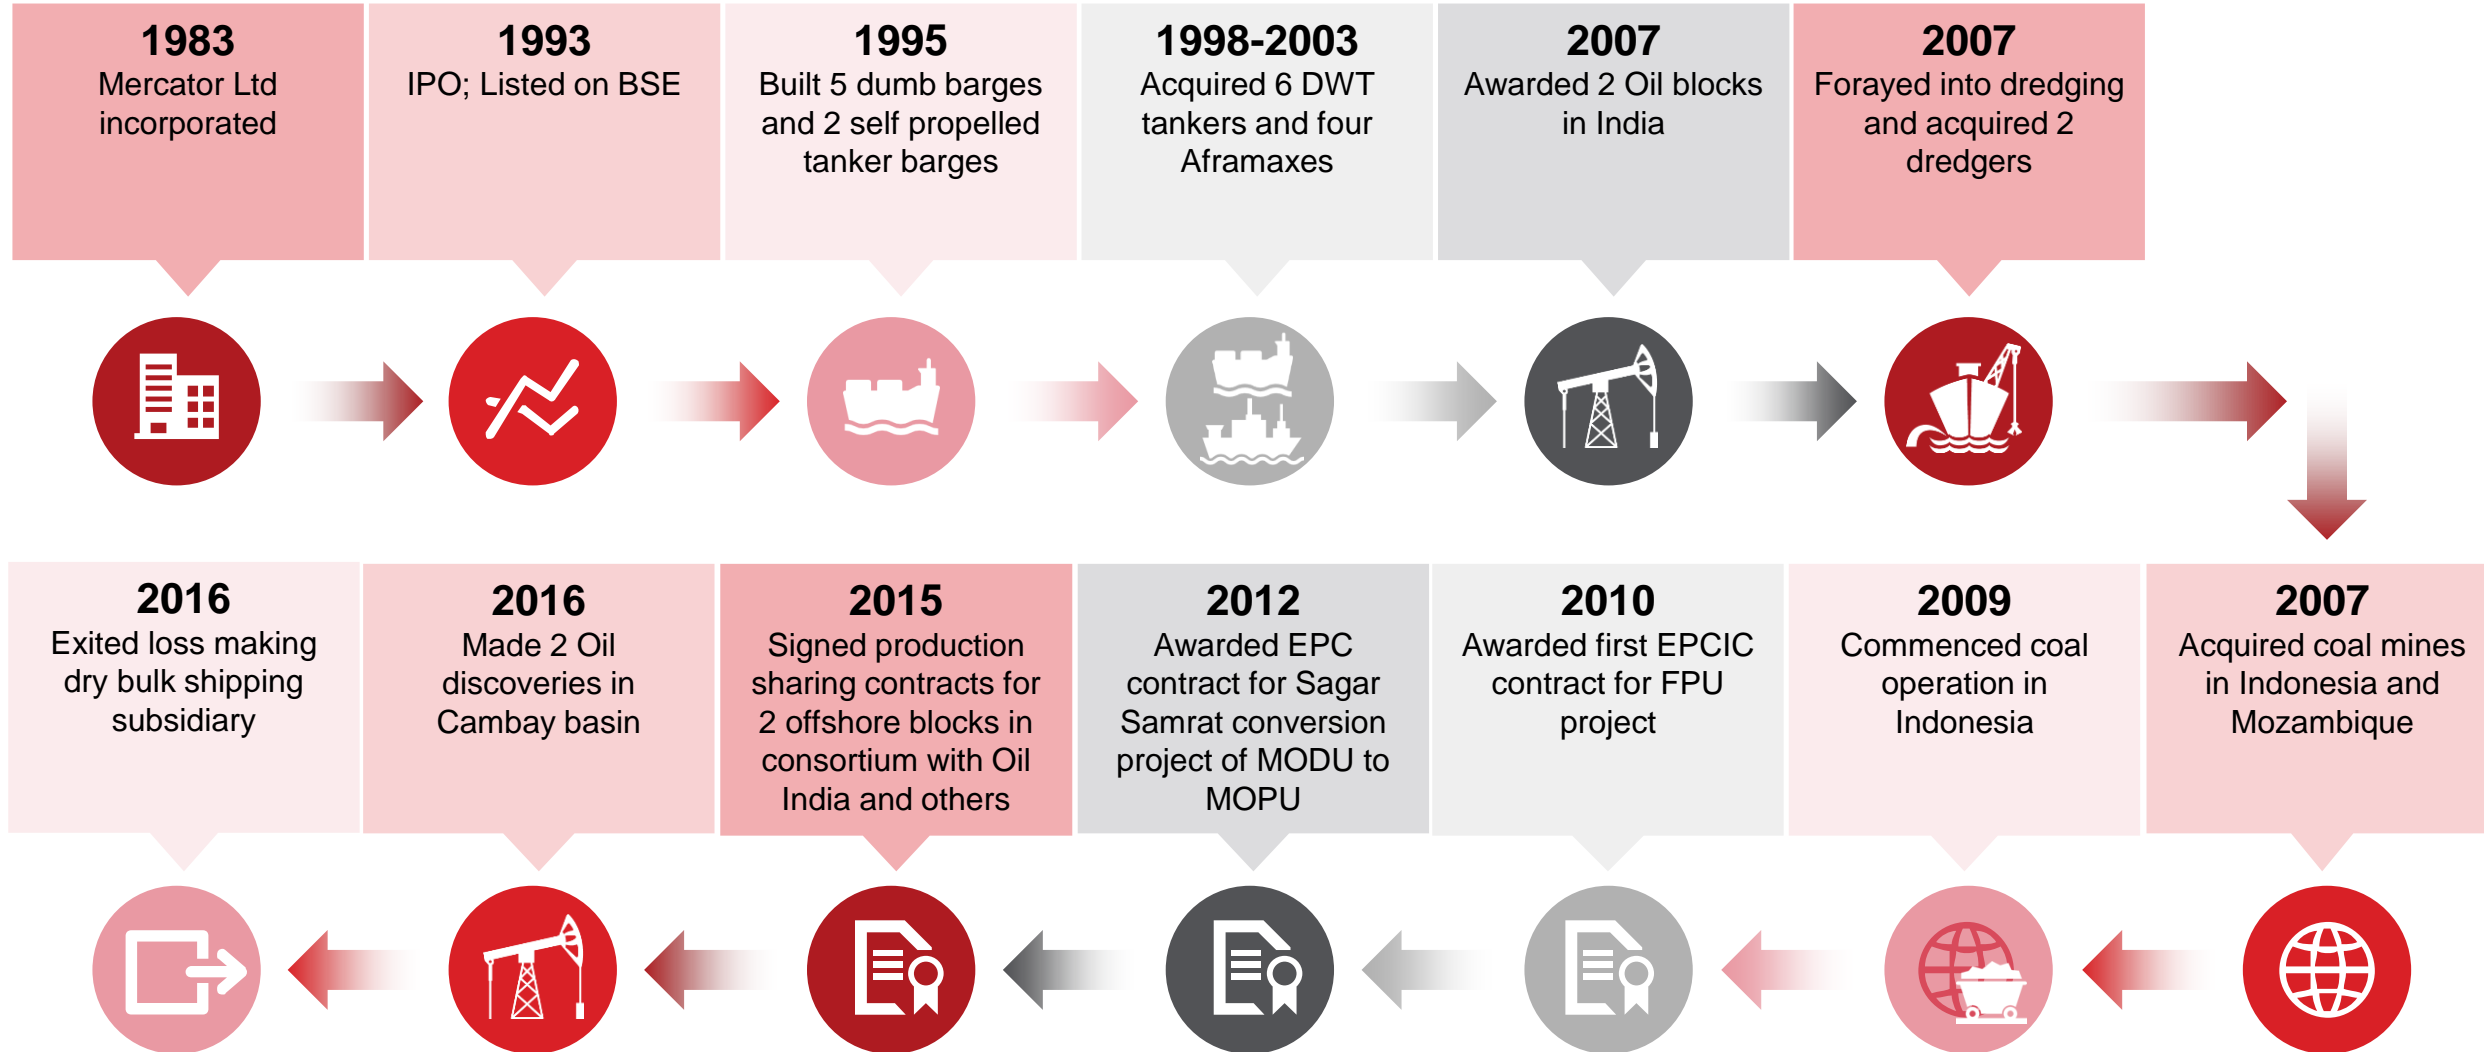 1983
Mercator Ltd
incorporated
1993
IPO; Listed on BSE
1995
Built 5 dumb barges
and 2 self propelled
tanker barges
1998-2003
Acquired 6 DWT
tankers and four
Aframaxes
2007
Awarded 2 Oil blocks
in India
2007
Forayed into dredging
and acquired 2
dredgers
2016
Exited loss making
dry bulk shipping
subsidiary
2016
Made 2 Oil
discoveries in
Cambay basin
2015
Signed production
sharing contracts for
2 offshore blocks in
consortium with Oil
India and others
2012
Awarded EPC
contract for Sagar
Samrat conversion
project of MODU to
MOPU
2010
Awarded first EPCIC
contract for FPU
project
2009
Commenced coal
operation in
Indonesia
2007
Acquired coal mines
in Indonesia and
Mozambique